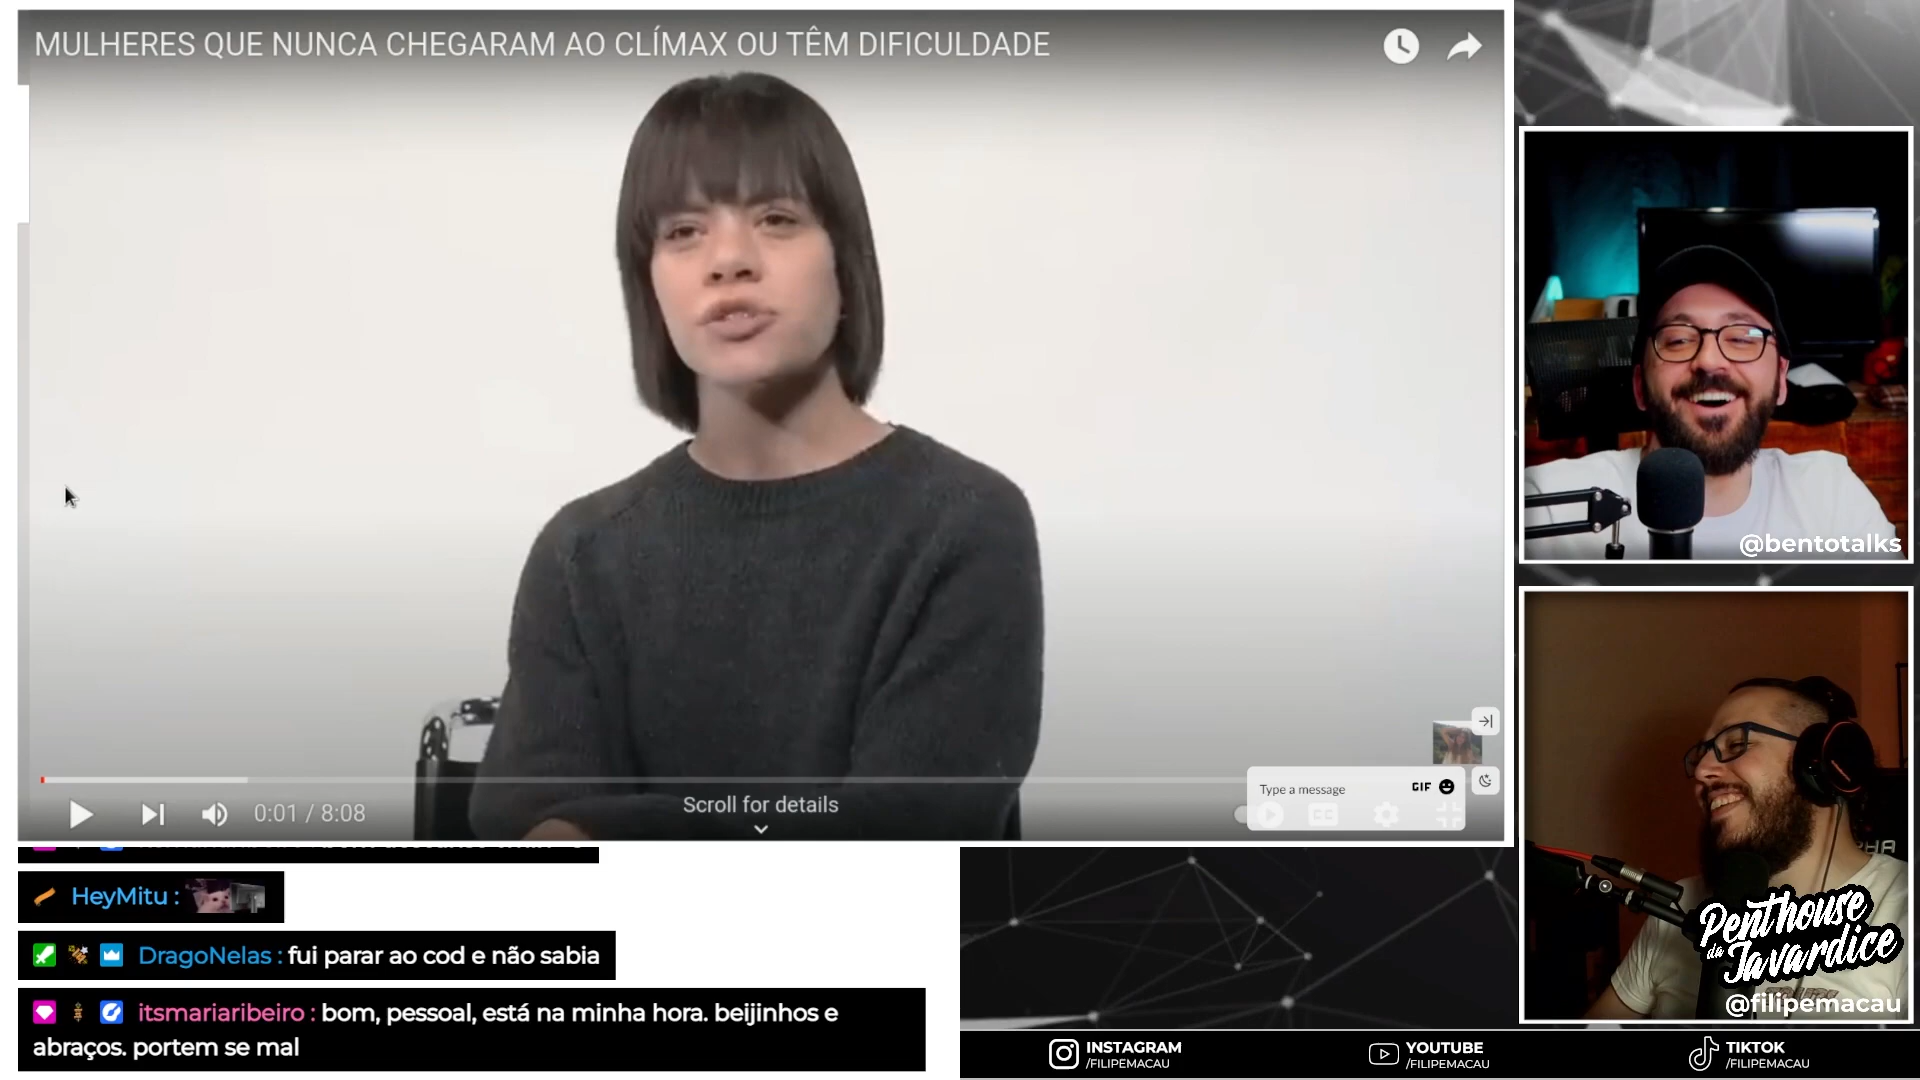 MULHERES QUE NUNCA CHEGARAM AO CLÍMAX OU TÊM DIFICULDADE
@bentotalks
Scroll for details
0:01 / 8:08
Type a message
GIF
HeyMitu :
DragoNelas : fui parar ao cod e não sabia
itsmariaribeiro : bom, pessoal, está na minha hora. beijinhos e
abraços. portem se mal
Penthouse
da Javardice
@filipemacau
INSTAGRAM
/FILIPEMACAU
YOUTUBE
/FILIPEMACAU
TIKTOK
/FILIPEMACAU